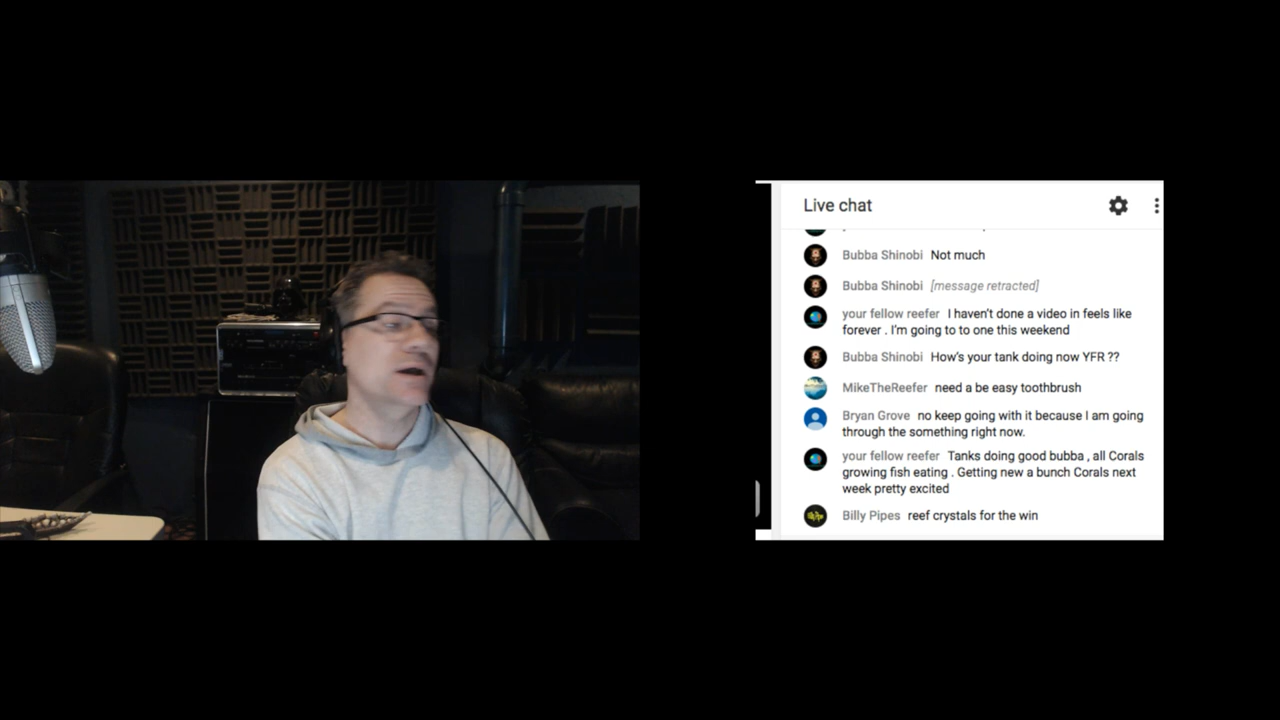 Live chat
Bubba Shinobi Not much
Bubba Shinobi [message retracted]
your fellow reefer I haven't done a video in feels like
forever . I'm going to to one this weekend
Bubba Shinobi How's your tank doing now YFR ??
MikeTheReefer need a be easy toothbrush
Bryan Grove no keep going with it because I am going
through the something right now.
your fellow reefer Tanks doing good bubba , all Corals
growing fish eating . Getting new a bunch Corals next
week pretty excited
Billy Pipes reef crystals for the win